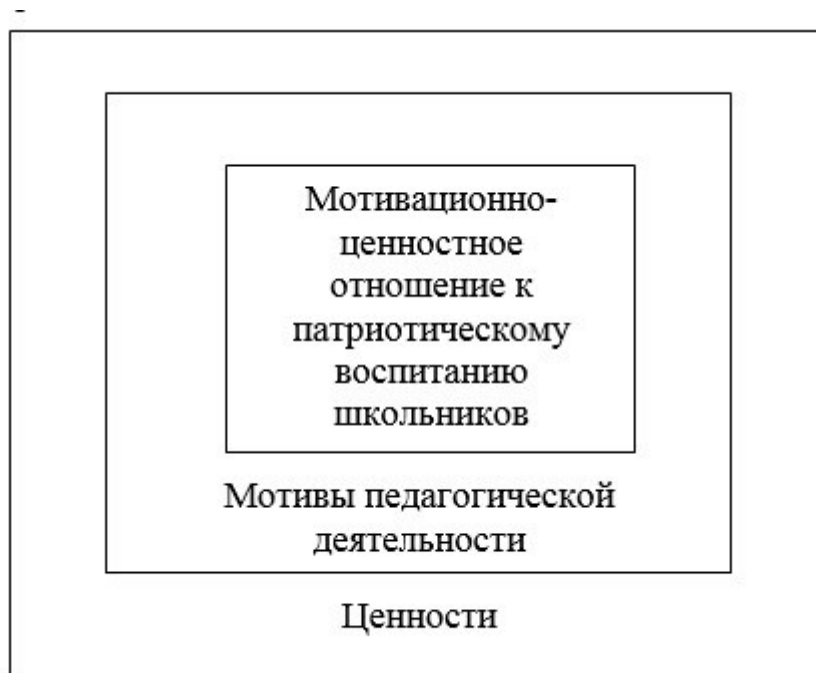 Мотивационно-
ценностное
отношение к
патриотическому
воспитанию
школьников
Мотивы педагогической
деятельности
Ценности